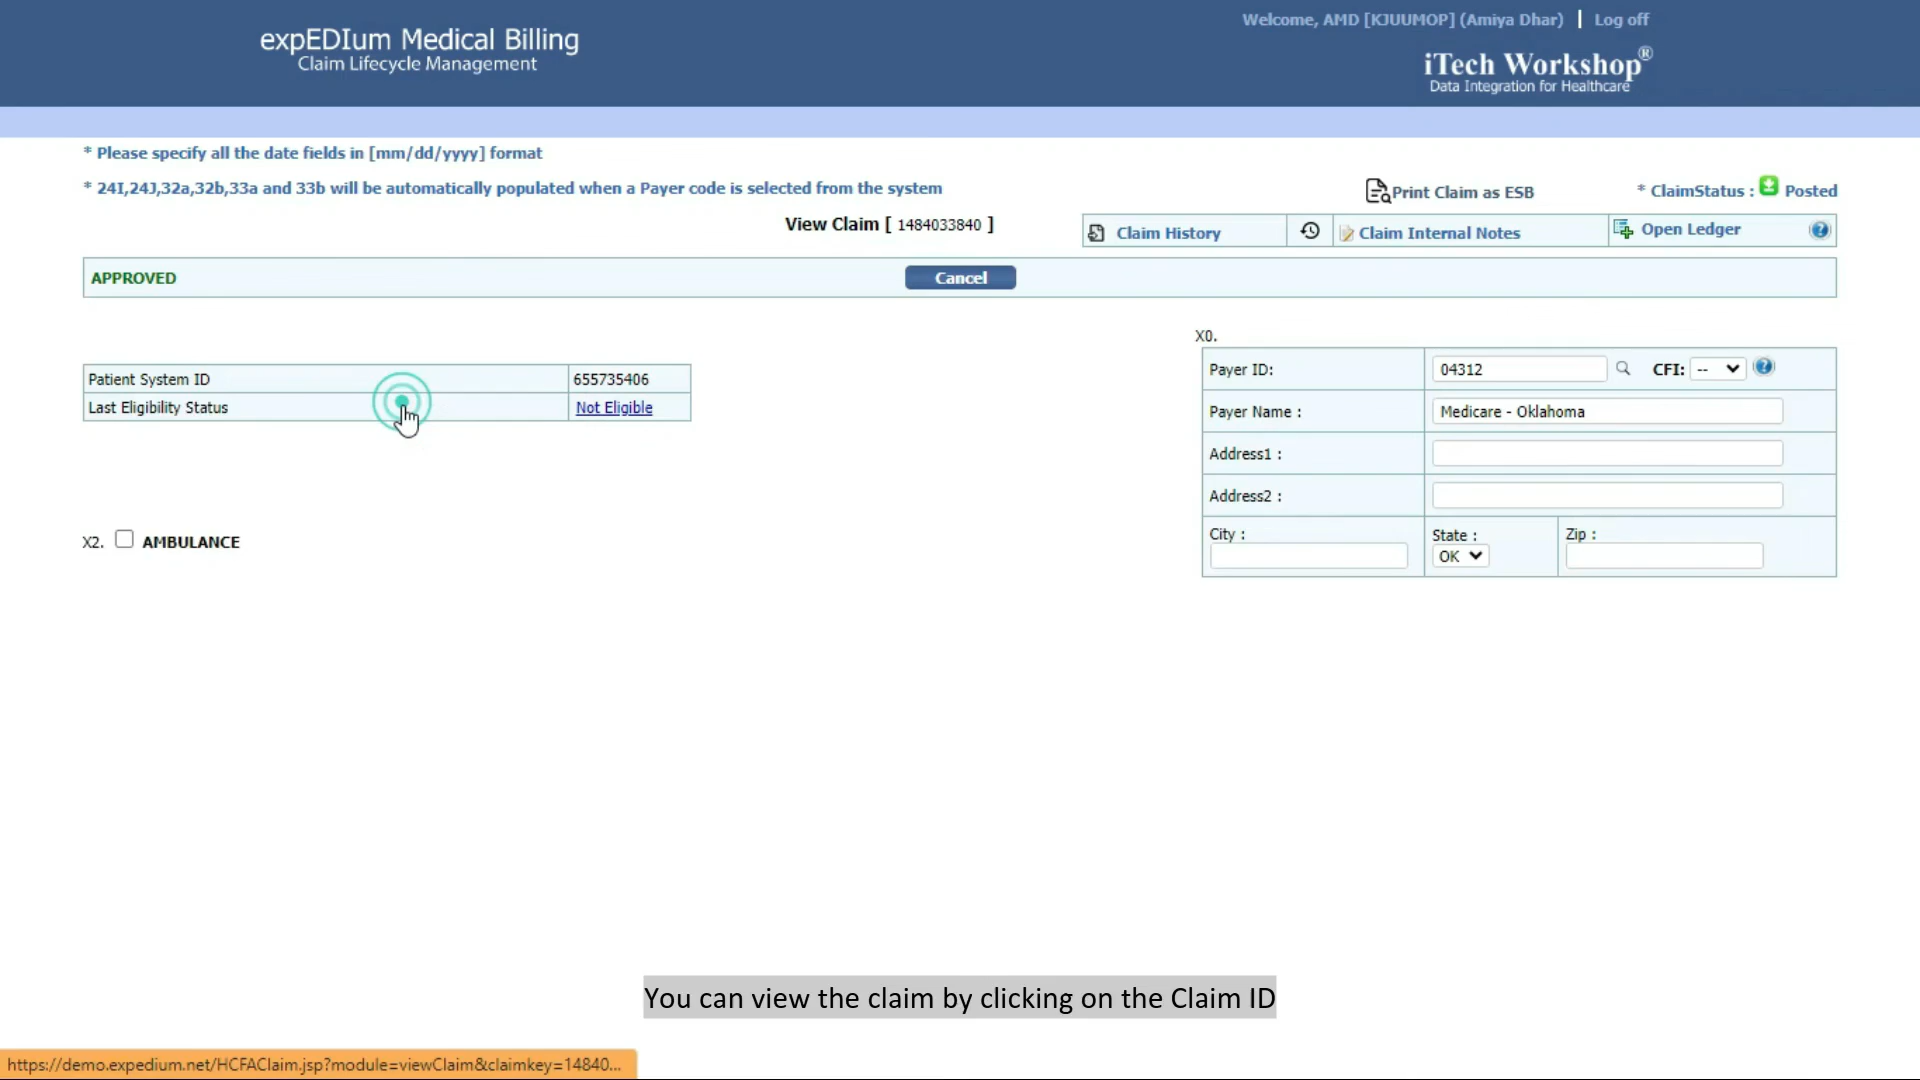 Welcome, AMD [KJUUMOP] (Amiya Dhar) | Log off
expEDIum Medical Billing
Claim Lifecycle Management
iTech Workshop®
Data Integration for Healthcare
* Please specify all the date fields in [mm/dd/yyyy] format
* 24I,24J,32a,32b,33a and 33b will be automatically populated when a Payer code is selected from the system
Print Claim as ESB
* ClaimStatus : Posted
View Claim [ 1484033840 ]
Claim History
Claim Internal Notes
Open Ledger
APPROVED
Cancel
X0.
Patient System ID 655735406
Last Eligibility Status Not Eligible
Payer ID: 04312 CFI: --
Payer Name : Medicare - Oklahoma
Address1 :
Address2 :
City : State : Zip :
OK
X2. AMBULANCE
You can view the claim by clicking on the Claim ID
https://demo.expedium.net/HCFAClaim.jsp?module=viewClaim&claimkey=14840...